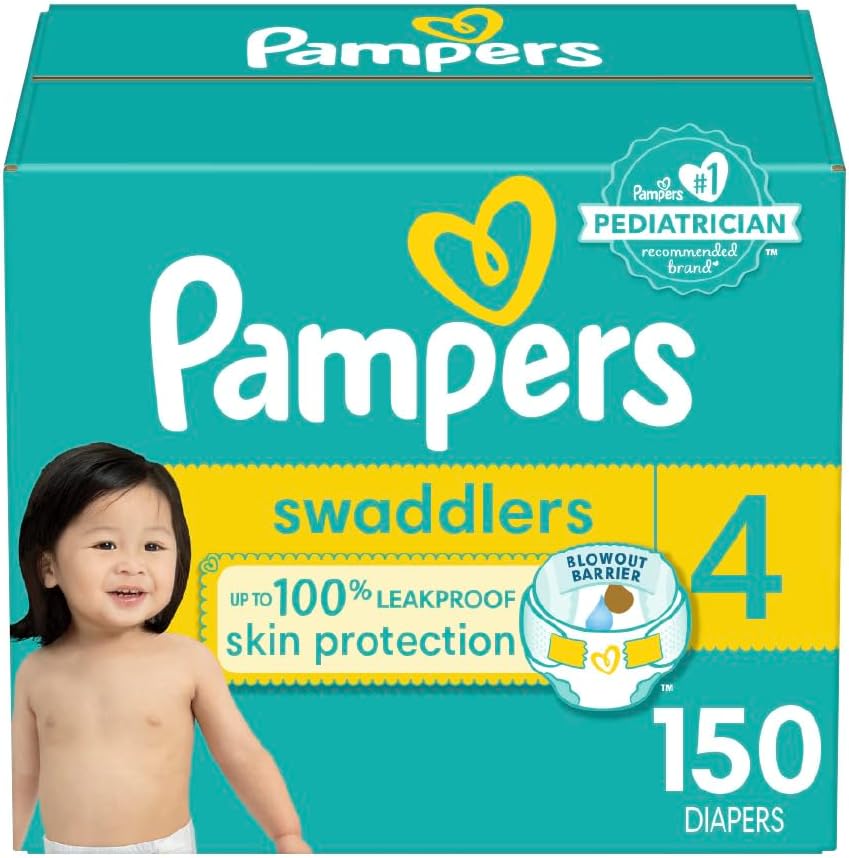 Pampers
Pampers #1
PEDIATRICIAN
recommended
brand*
TM
Pampers
swaddlers
4
BLOWOUT
BARRIER
UP TO 100% LEAKPROOF
skin protection
TM
150
DIAPERS